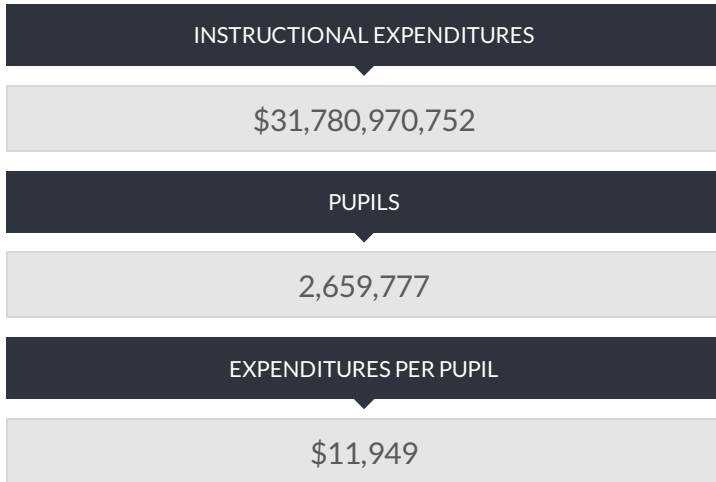 INSTRUCTIONAL EXPENDITURES
$31,780,970,752
PUPILS
2,659,777
EXPENDITURES PER PUPIL
$11,949